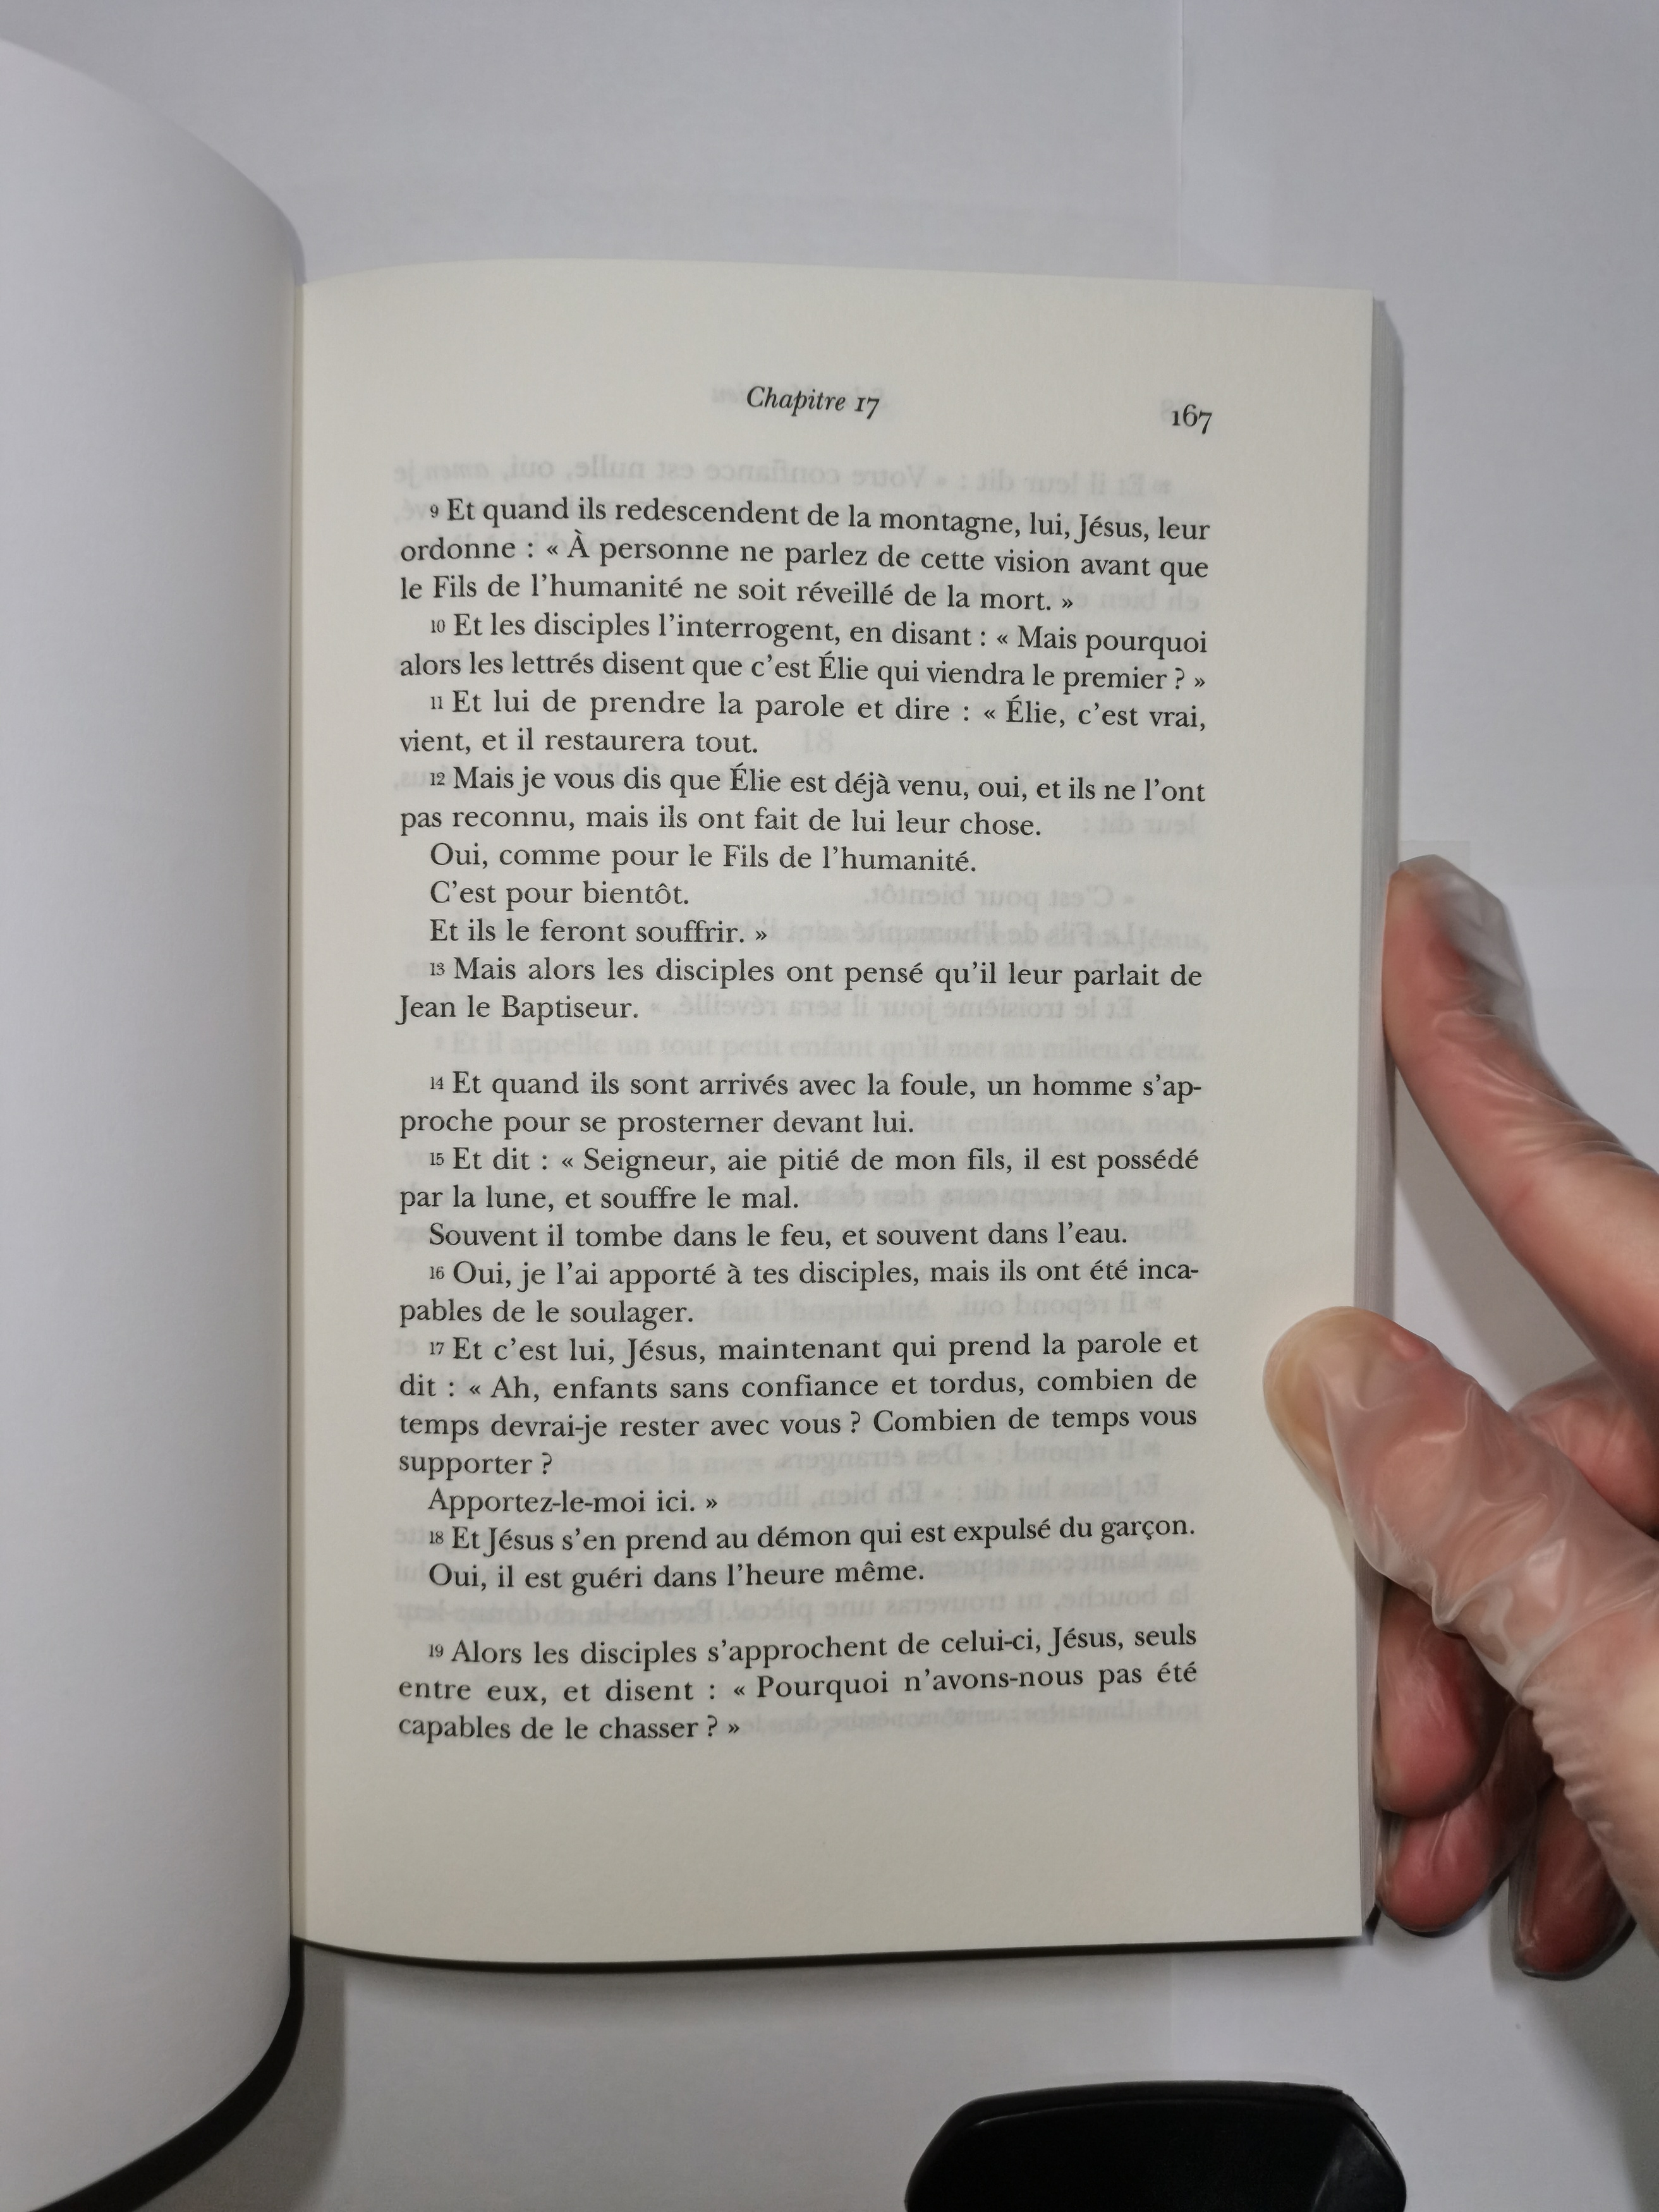 Chapitre 17
167
9 Et quand ils redescendent de la montagne, lui, Jésus, leur
ordonne : « À personne ne parlez de cette vision avant que
le Fils de l’humanité ne soit réveillé de la mort. »
10 Et les disciples l’interrogent, en disant : « Mais pourquoi
alors les lettrés disent que c’est Élie qui viendra le premier ? »
11 Et lui de prendre la parole et dire : « Élie, c’est vrai,
vient, et il restaurera tout.
12 Mais je vous dis que Élie est déjà venu, oui, et ils ne l’ont
pas reconnu, mais ils ont fait de lui leur chose.
Oui, comme pour le Fils de l’humanité.
C’est pour bientôt.
Et ils le feront souffrir. »
13 Mais alors les disciples ont pensé qu’il leur parlait de
Jean le Baptiseur.
14 Et quand ils sont arrivés avec la foule, un homme s’ap-
proche pour se prosterner devant lui.
15 Et dit : « Seigneur, aie pitié de mon fils, il est possédé
par la lune, et souffre le mal.
Souvent il tombe dans le feu, et souvent dans l’eau.
16 Oui, je l’ai apporté à tes disciples, mais ils ont été inca-
pables de le soulager.
17 Et c’est lui, Jésus, maintenant qui prend la parole et
dit : « Ah, enfants sans confiance et tordus, combien de
temps devrai-je rester avec vous ? Combien de temps vous
supporter ?
Apportez-le-moi ici. »
18 Et Jésus s’en prend au démon qui est expulsé du garçon.
Oui, il est guéri dans l’heure même.
19 Alors les disciples s’approchent de celui-ci, Jésus, seuls
entre eux, et disent : « Pourquoi n’avons-nous pas été
capables de le chasser ? »